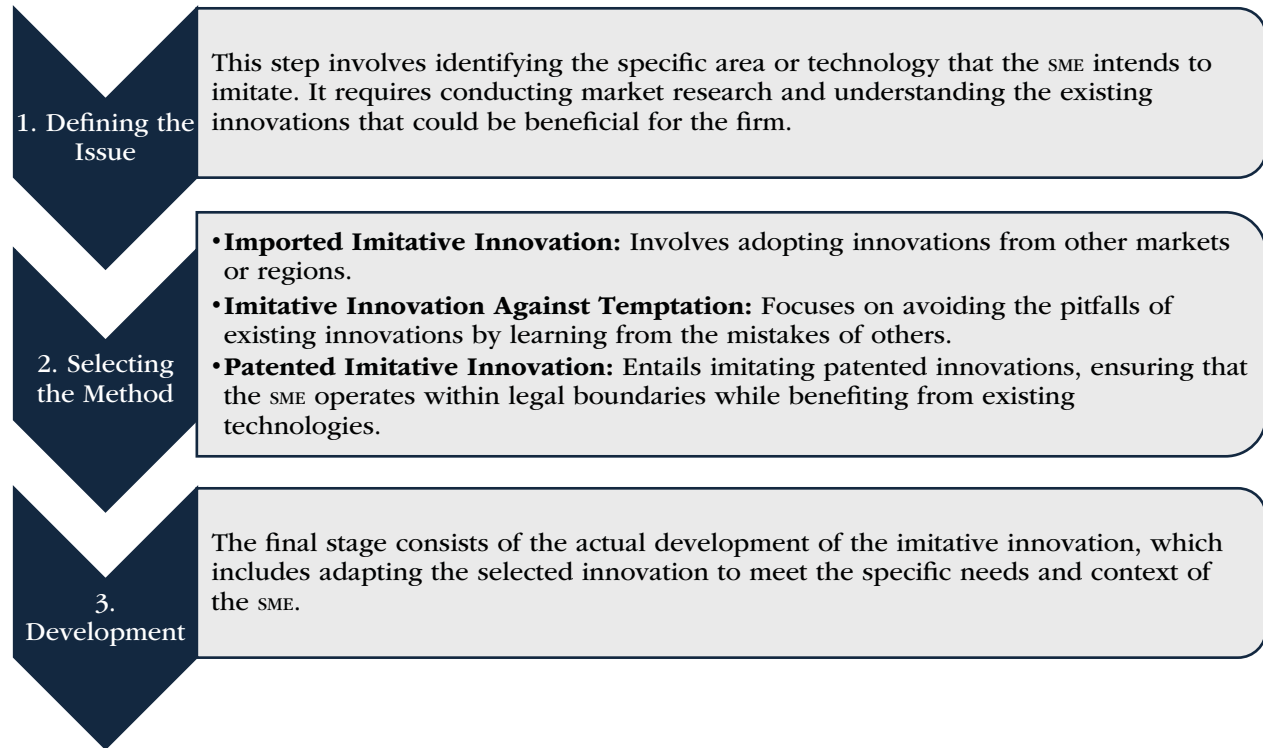 1. Defining the
Issue
This step involves identifying the specific area or technology that the SME intends to
imitate. It requires conducting market research and understanding the existing
innovations that could be beneficial for the firm.
2. Selecting
the Method
•Imported Imitative Innovation: Involves adopting innovations from other markets
or regions.
•Imitative Innovation Against Temptation: Focuses on avoiding the pitfalls of
existing innovations by learning from the mistakes of others.
•Patented Imitative Innovation: Entails imitating patented innovations, ensuring that
the SME operates within legal boundaries while benefiting from existing
technologies.
3.
Development
The final stage consists of the actual development of the imitative innovation, which
includes adapting the selected innovation to meet the specific needs and context of
the SME.